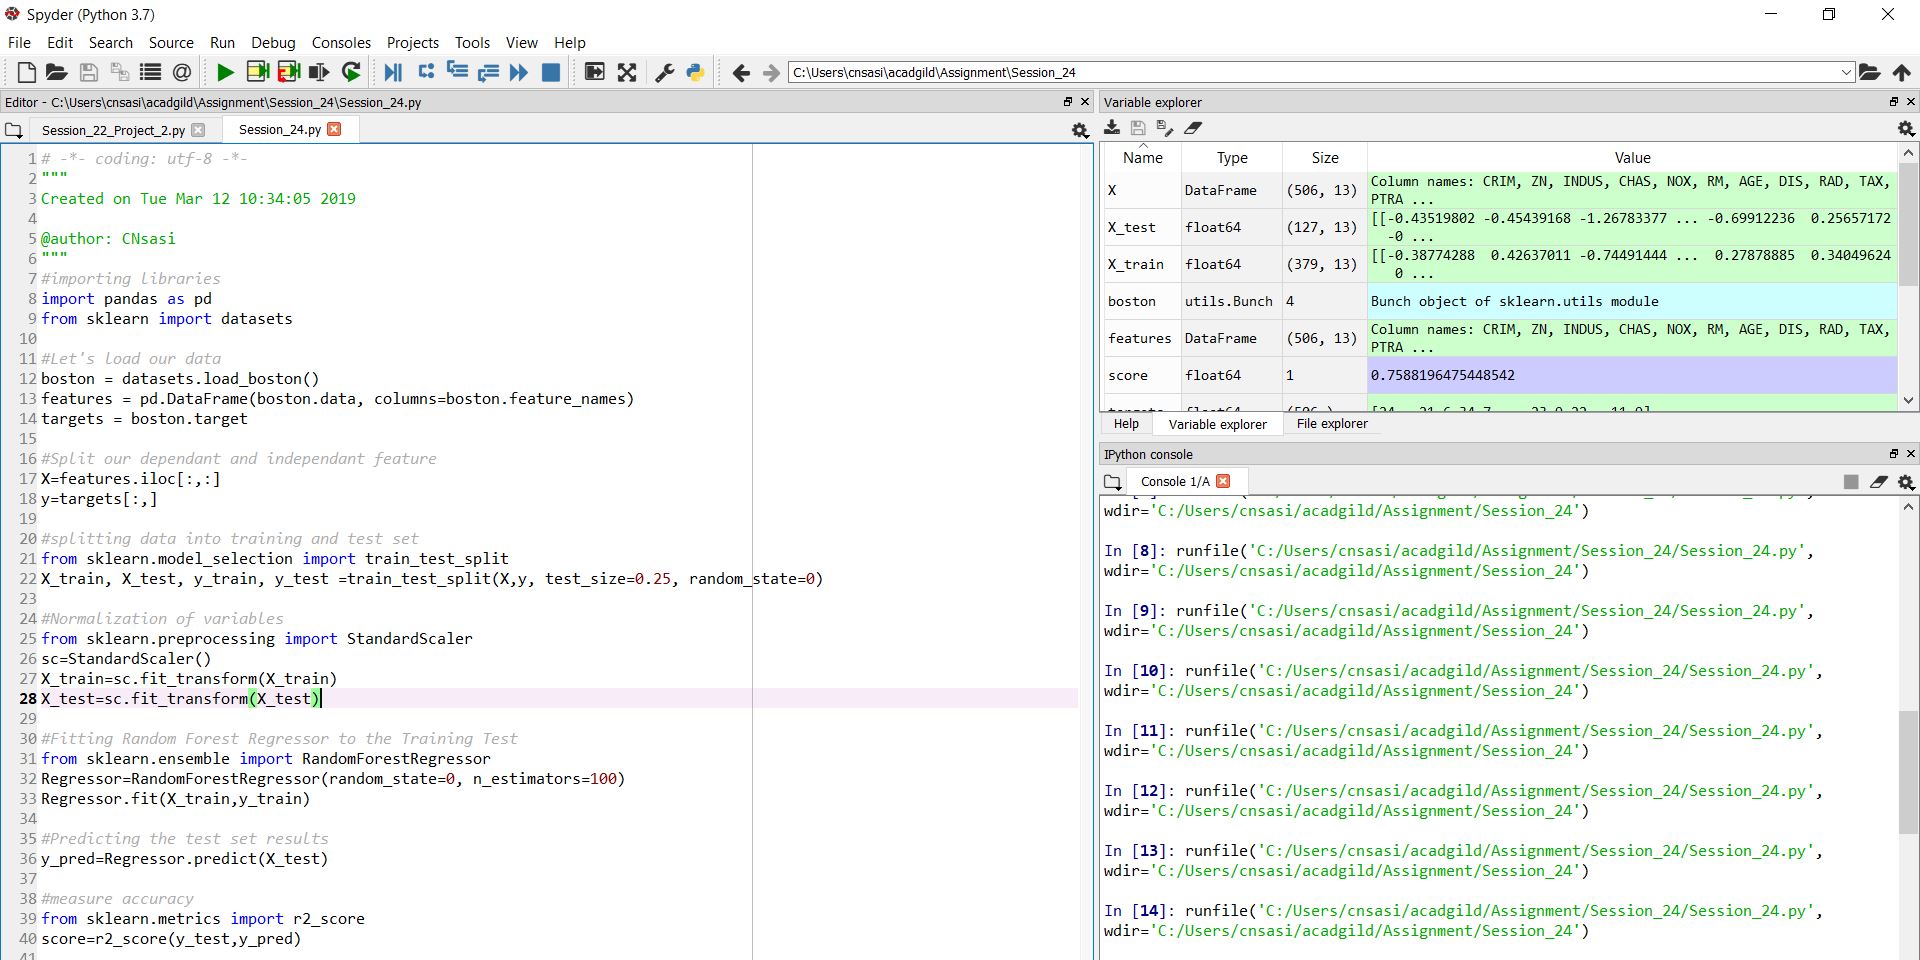 Spyder (Python 3.7)
File Edit Search Source Run Debug Consoles Projects Tools View Help
C:\Users\cnsasi\acadgild\Assignment\Session_24
Editor - C:\Users\cnsasi\acadgild\Assignment\Session_24\Session_24.py
Session_22_Project_2.py
Session_24.py
1 # -*- coding: utf-8 -*-
2 """
3 Created on Tue Mar 12 10:34:05 2019
4
5 @author: CNsasi
6 """
7 #importing libraries
8 import pandas as pd
9 from sklearn import datasets
10
11 #Let's load our data
12 boston = datasets.load_boston()
13 features = pd.DataFrame(boston.data, columns=boston.feature_names)
14 targets = boston.target
15
16 #Split our dependant and independant feature
17 X=features.iloc[:,:]
18 y=targets[:,]
19
20 #splitting data into training and test set
21 from sklearn.model_selection import train_test_split
22 X_train, X_test, y_train, y_test =train_test_split(X,y, test_size=0.25, random_state=0)
23
24 #Normalization of variables
25 from sklearn.preprocessing import StandardScaler
26 sc=StandardScaler()
27 X_train=sc.fit_transform(X_train)
28 X_test=sc.fit_transform(X_test)
29
30 #Fitting Random Forest Regressor to the Training Test
31 from sklearn.ensemble import RandomForestRegressor
32 Regressor=RandomForestRegressor(random_state=0, n_estimators=100)
33 Regressor.fit(X_train,y_train)
34
35 #Predicting the test set results
36 y_pred=Regressor.predict(X_test)
37
38 #measure accuracy
39 from sklearn.metrics import r2_score
40 score=r2_score(y_test,y_pred)
41
Variable explorer
Name Type Size Value
X DataFrame (506, 13) Column names: CRIM, ZN, INDUS, CHAS, NOX, RM, AGE, DIS, RAD, TAX,
PTRA ...
X_test float64 (127, 13) [[-0.43519802 -0.45439168 -1.26783377 ... -0.69912236 0.25657172
-0 ...
X_train float64 (379, 13) [[-0.38774288 0.42637011 -0.74491444 ... 0.27878885 0.34049624
0 ...
boston utils.Bunch 4 Bunch object of sklearn.utils module
features DataFrame (506, 13) Column names: CRIM, ZN, INDUS, CHAS, NOX, RM, AGE, DIS, RAD, TAX,
PTRA ...
score float64 1 0.7588196475448542
Help Variable explorer File explorer
IPython console
Console 1/A
wdir='C:/Users/cnsasi/acadgild/Assignment/Session_24')
In [8]: runfile('C:/Users/cnsasi/acadgild/Assignment/Session_24/Session_24.py',
wdir='C:/Users/cnsasi/acadgild/Assignment/Session_24')
In [9]: runfile('C:/Users/cnsasi/acadgild/Assignment/Session_24/Session_24.py',
wdir='C:/Users/cnsasi/acadgild/Assignment/Session_24')
In [10]: runfile('C:/Users/cnsasi/acadgild/Assignment/Session_24/Session_24.py',
wdir='C:/Users/cnsasi/acadgild/Assignment/Session_24')
In [11]: runfile('C:/Users/cnsasi/acadgild/Assignment/Session_24/Session_24.py',
wdir='C:/Users/cnsasi/acadgild/Assignment/Session_24')
In [12]: runfile('C:/Users/cnsasi/acadgild/Assignment/Session_24/Session_24.py',
wdir='C:/Users/cnsasi/acadgild/Assignment/Session_24')
In [13]: runfile('C:/Users/cnsasi/acadgild/Assignment/Session_24/Session_24.py',
wdir='C:/Users/cnsasi/acadgild/Assignment/Session_24')
In [14]: runfile('C:/Users/cnsasi/acadgild/Assignment/Session_24/Session_24.py',
wdir='C:/Users/cnsasi/acadgild/Assignment/Session_24')